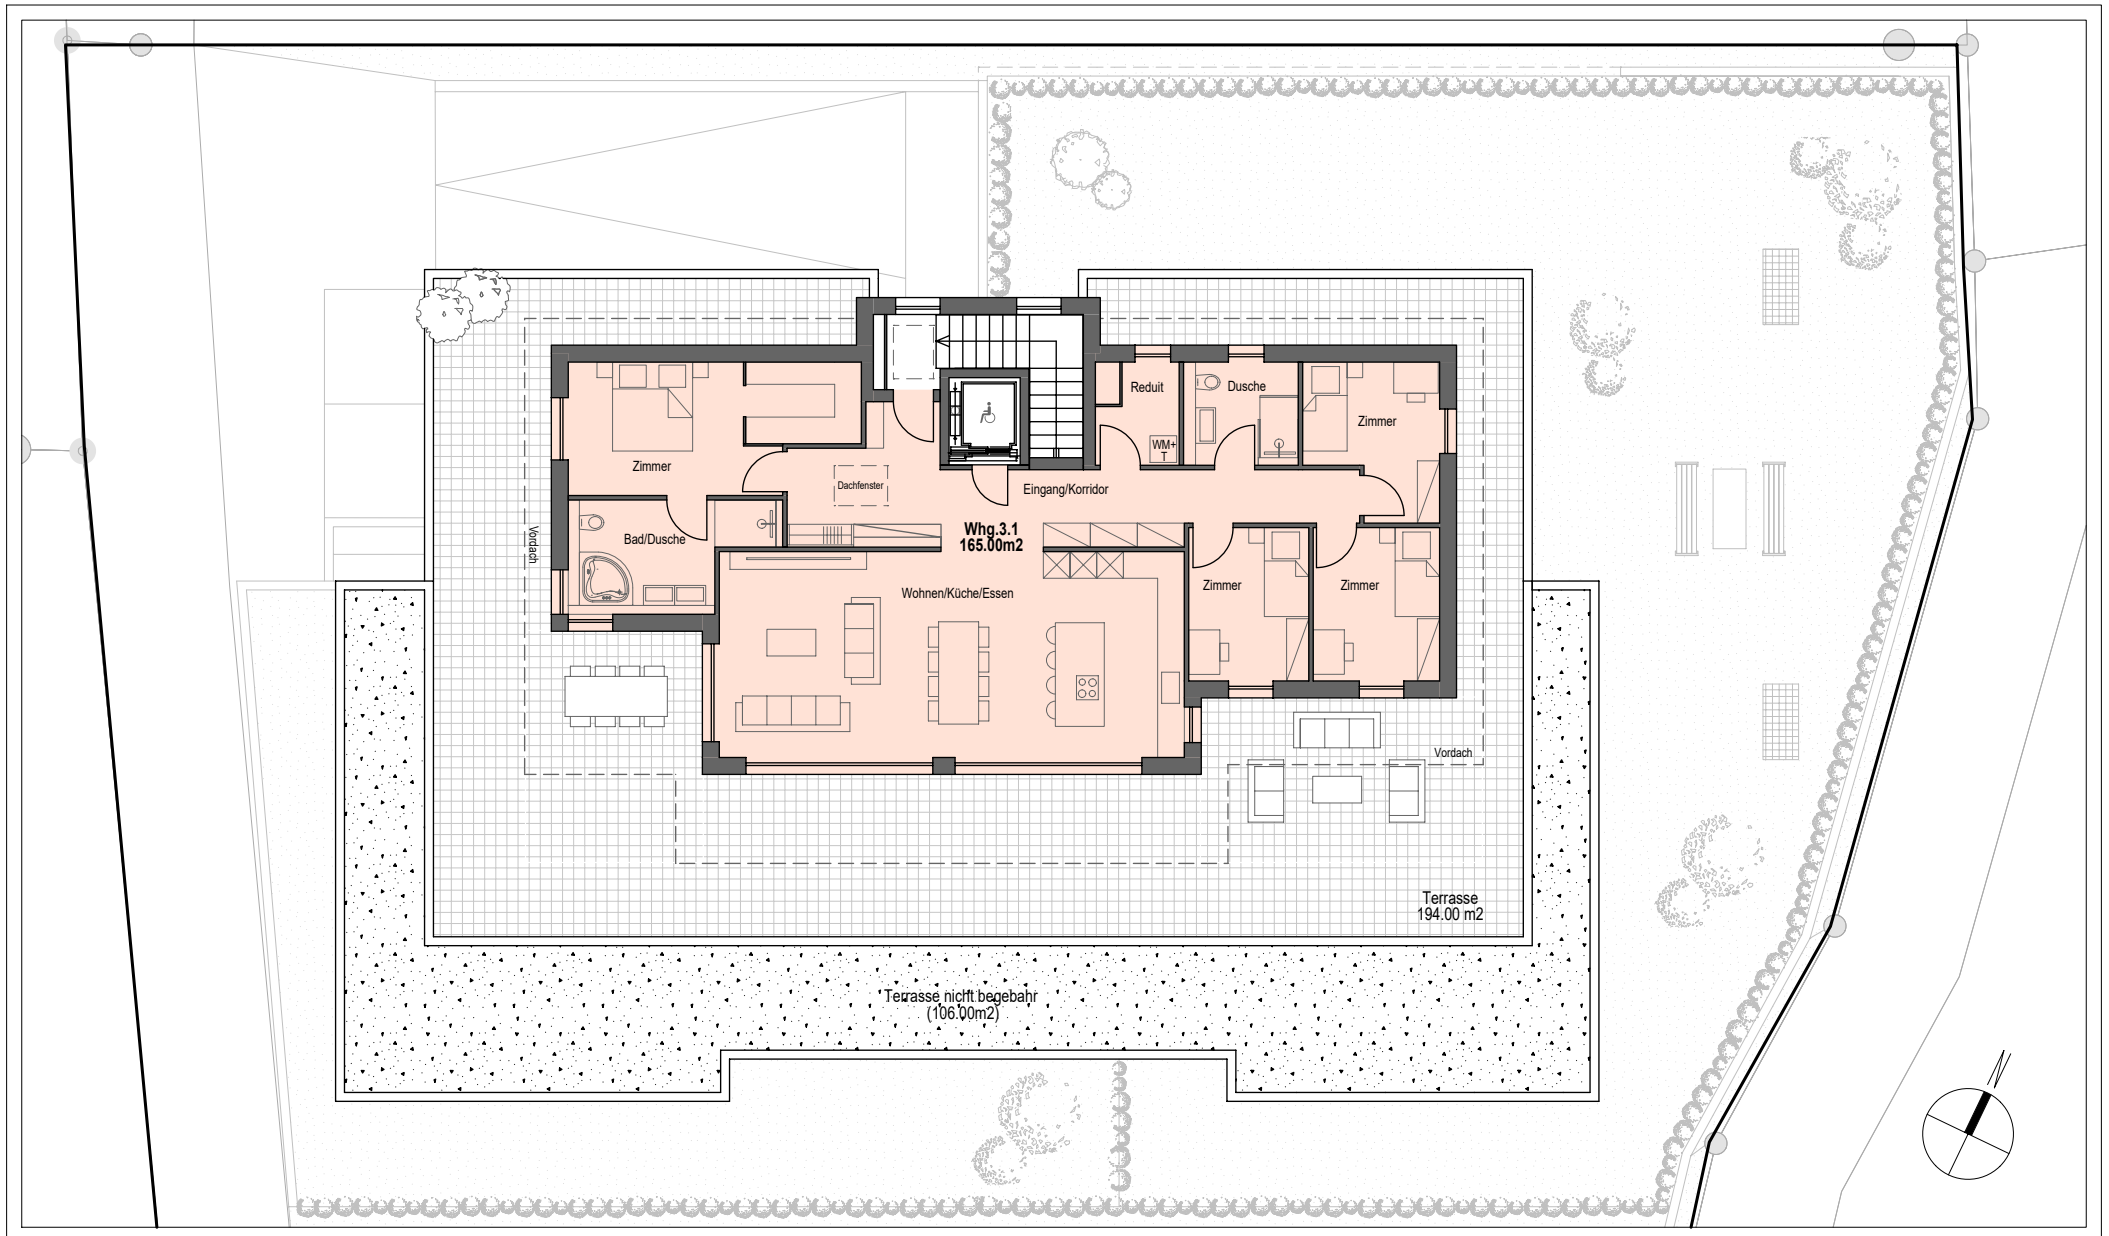 Reduit
Dusche
Zimmer
WM+
T
Zimmer
Dachfenster
Eingang/Korridor
Whg.3.1
165.00m2
Bad/Dusche
Vordach
Zimmer
Zimmer
Wohnen/Küche/Essen
Vordach
Terrasse
194.00 m2
Terrasse nicht begebahr
(106.00m2)